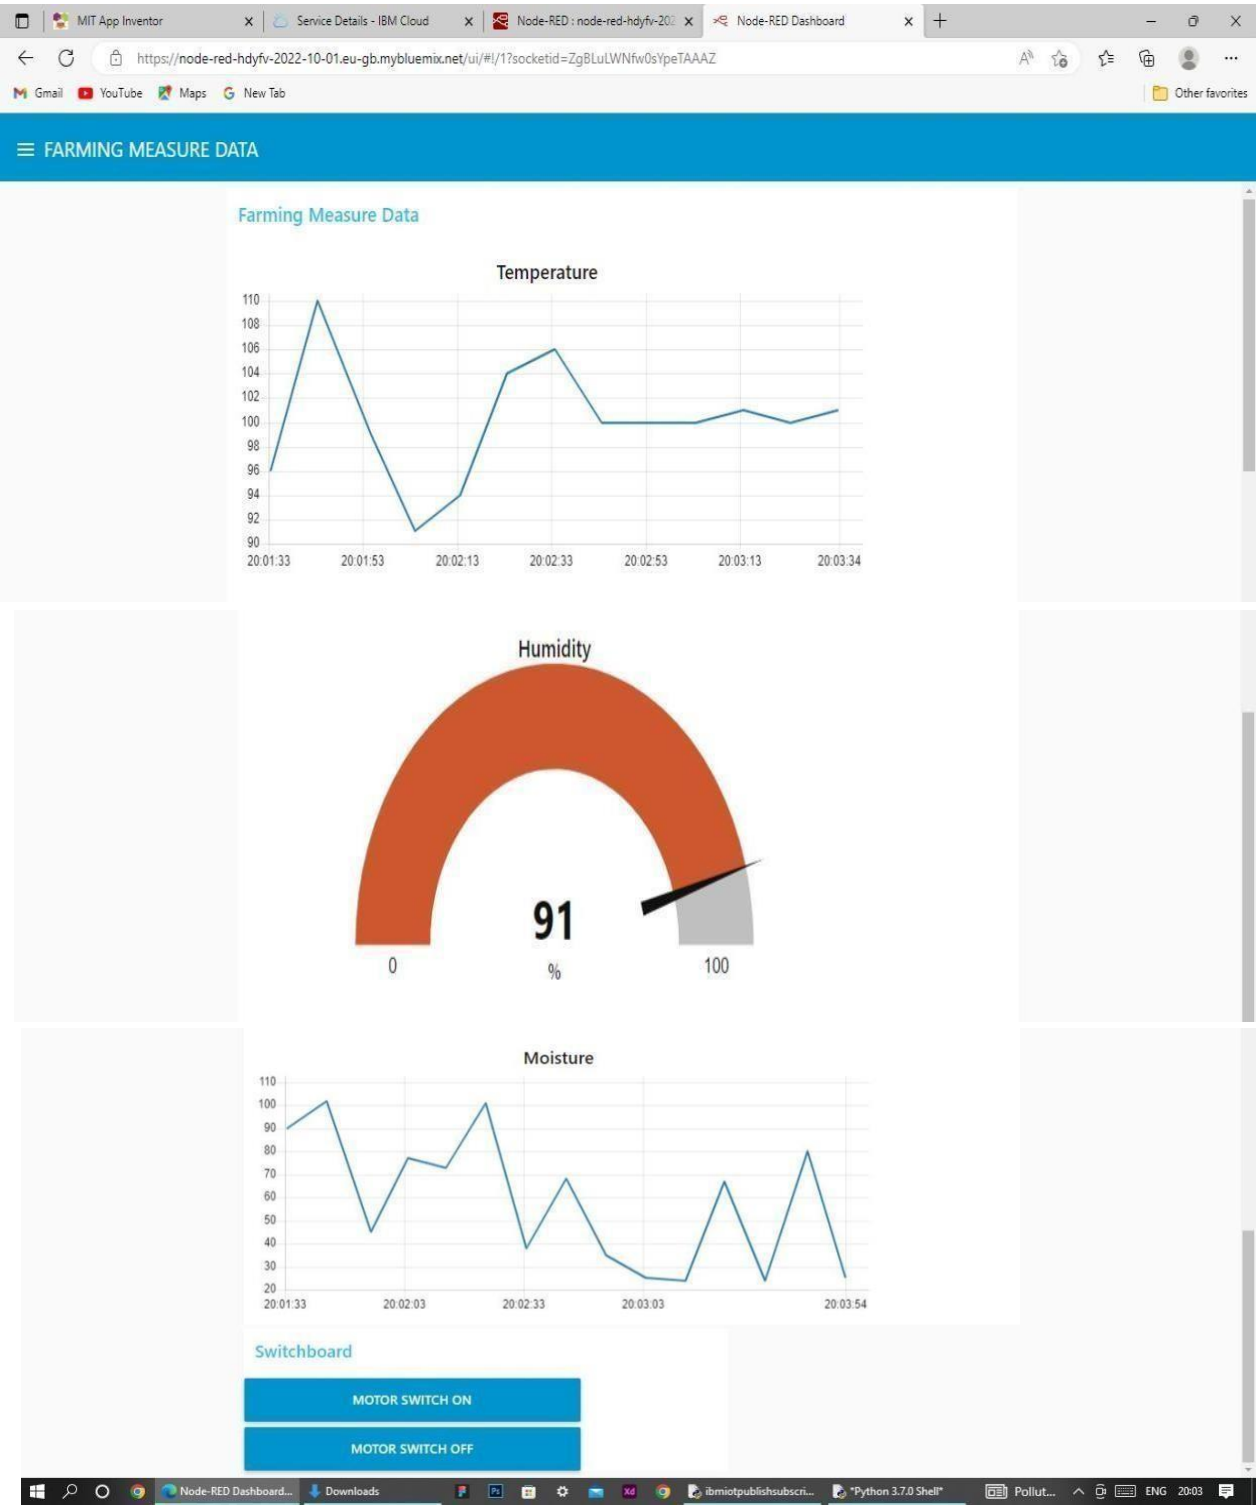 MIT App Inventor
Service Details - IBM Cloud
Node-RED : node-red-hdyfv-202
Node-RED Dashboard
https://node-red-hdyfv-2022-10-01.eu-gb.mybluemix.net/ui/#!/1?socketid=ZgBLuLWNfw0sYpeTAAAZ
Gmail YouTube Maps New Tab Other favorites
FARMING MEASURE DATA
Farming Measure Data
Temperature
110
108
106
104
102
100
98
96
94
92
90
20:01:33 20:01:53 20:02:13 20:02:33 20:02:53 20:03:13 20:03:34
Humidity
91
0 % 100
Moisture
110
100
90
80
70
60
50
40
30
20
20:01:33 20:02:03 20:02:33 20:03:03 20:03:54
Switchboard
MOTOR SWITCH ON
MOTOR SWITCH OFF
Node-RED Dashboard... Downloads Ps Xd ibmiotpublishsubscri... *Python 3.7.0 Shell* Pollut... ENG 20:03